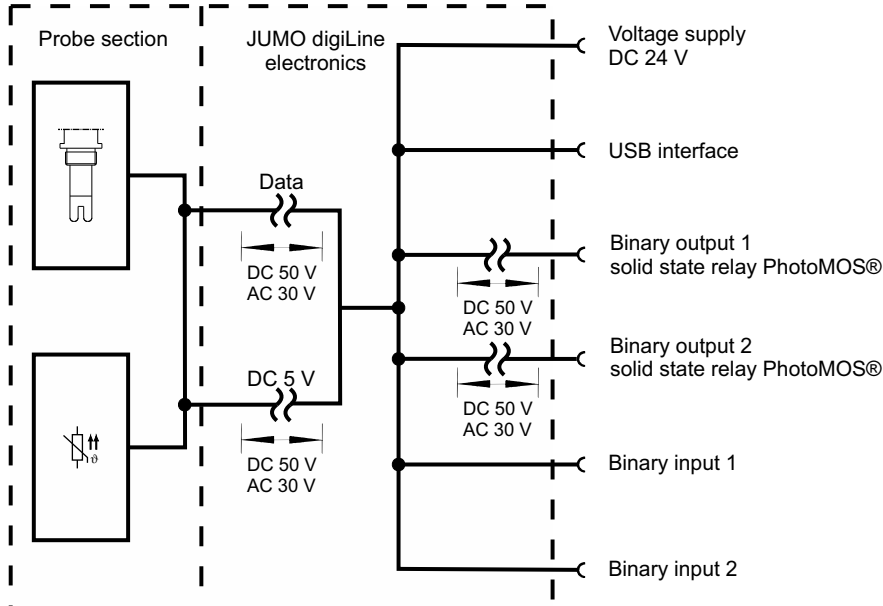 Probe section
JUMO digiLine
electronics
Voltage supply
DC 24 V
USB interface
Data
DC 50 V
AC 30 V
Binary output 1
solid state relay PhotoMOS®
DC 50 V
AC 30 V
Binary output 2
solid state relay PhotoMOS®
DC 50 V
AC 30 V
DC 5 V
DC 50 V
AC 30 V
ϑ
Binary input 1
Binary input 2